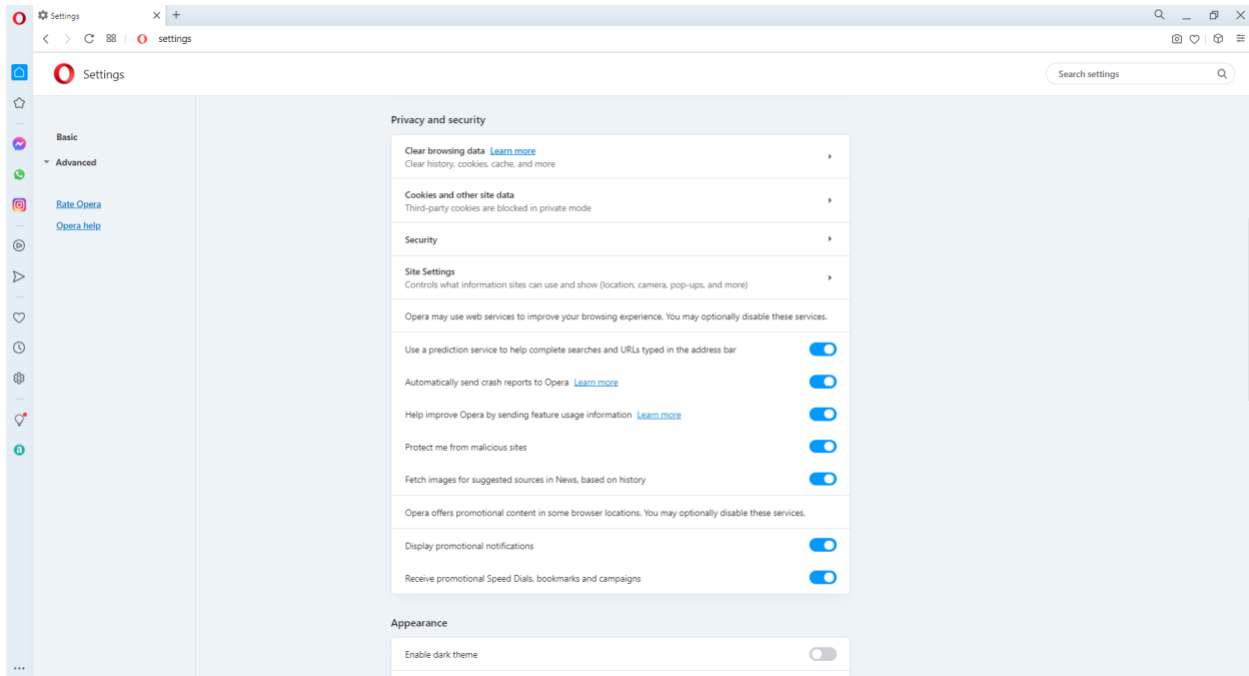 Settings
settings
Settings
Search settings
Basic
Advanced
Rate Opera
Opera help
Privacy and security
Clear browsing data Learn more
Clear history, cookies, cache, and more
Cookies and other site data
Third-party cookies are blocked in private mode
Security
Site Settings
Controls what information sites can use and show (location, camera, pop-ups, and more)
Opera may use web services to improve your browsing experience. You may optionally disable these services.
Use a prediction service to help complete searches and URLs typed in the address bar
Automatically send crash reports to Opera Learn more
Help improve Opera by sending feature usage information Learn more
Protect me from malicious sites
Fetch images for suggested sources in News, based on history
Opera offers promotional content in some browser locations. You may optionally disable these services.
Display promotional notifications
Receive promotional Speed Dials, bookmarks and campaigns
Appearance
Enable dark theme